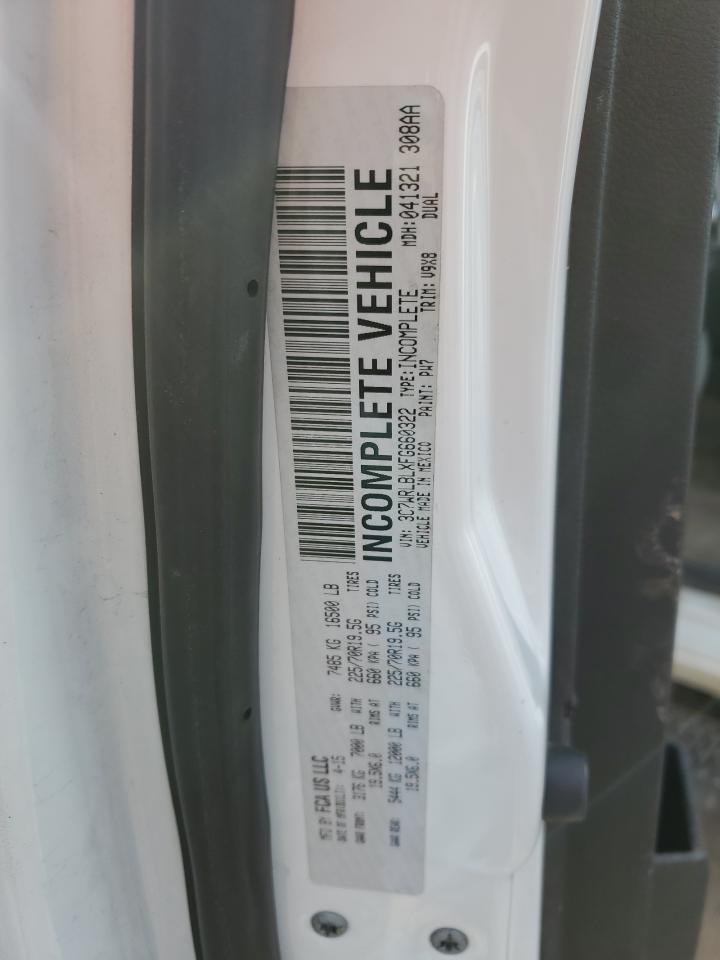 MFD BY FCA US LLC
DATE OF MFR 4-15 GVWR: 7485 KG 16500 LB
GAWR FRONT: 3176 KG 7000 LB WITH 225/70R19.5G TIRES
19.5X6.0 RIMS AT 660 KPA ( 95 PSI) COLD
GAWR REAR: 5444 KG 12000 LB WITH 225/70R19.5G TIRES
19.5X6.0 RIMS AT 660 KPA ( 95 PSI) COLD
INCOMPLETE VEHICLE
MDH:041321 308AA
VIN: 3C7WRLBLXFG660322 TYPE:INCOMPLETE DUAL
VEHICLE MADE IN MEXICO PAINT: PW7 TRIM: V9X8